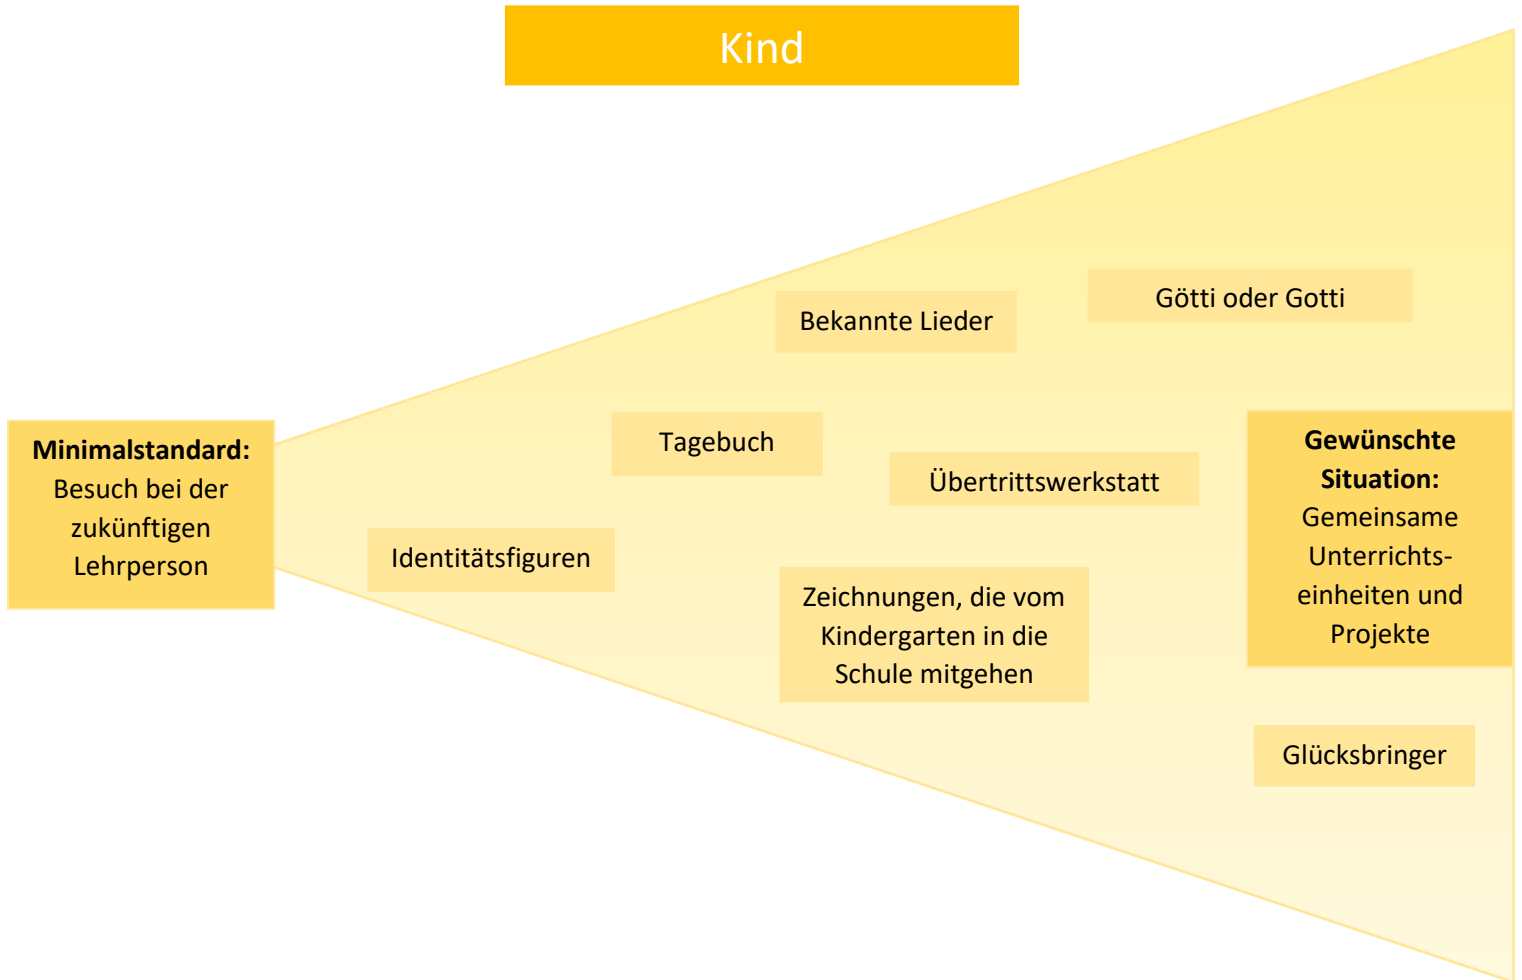 Kind
Götti oder Gotti
Bekannte Lieder
Minimalstandard:
Besuch bei der
zukünftigen
Lehrperson
Tagebuch
Übertrittswerkstatt
Gewünschte
Situation:
Gemeinsame
Unterrichts-
einheiten und
Projekte
Identitätsfiguren
Zeichnungen, die vom
Kindergarten in die
Schule mitgehen
Glücksbringer